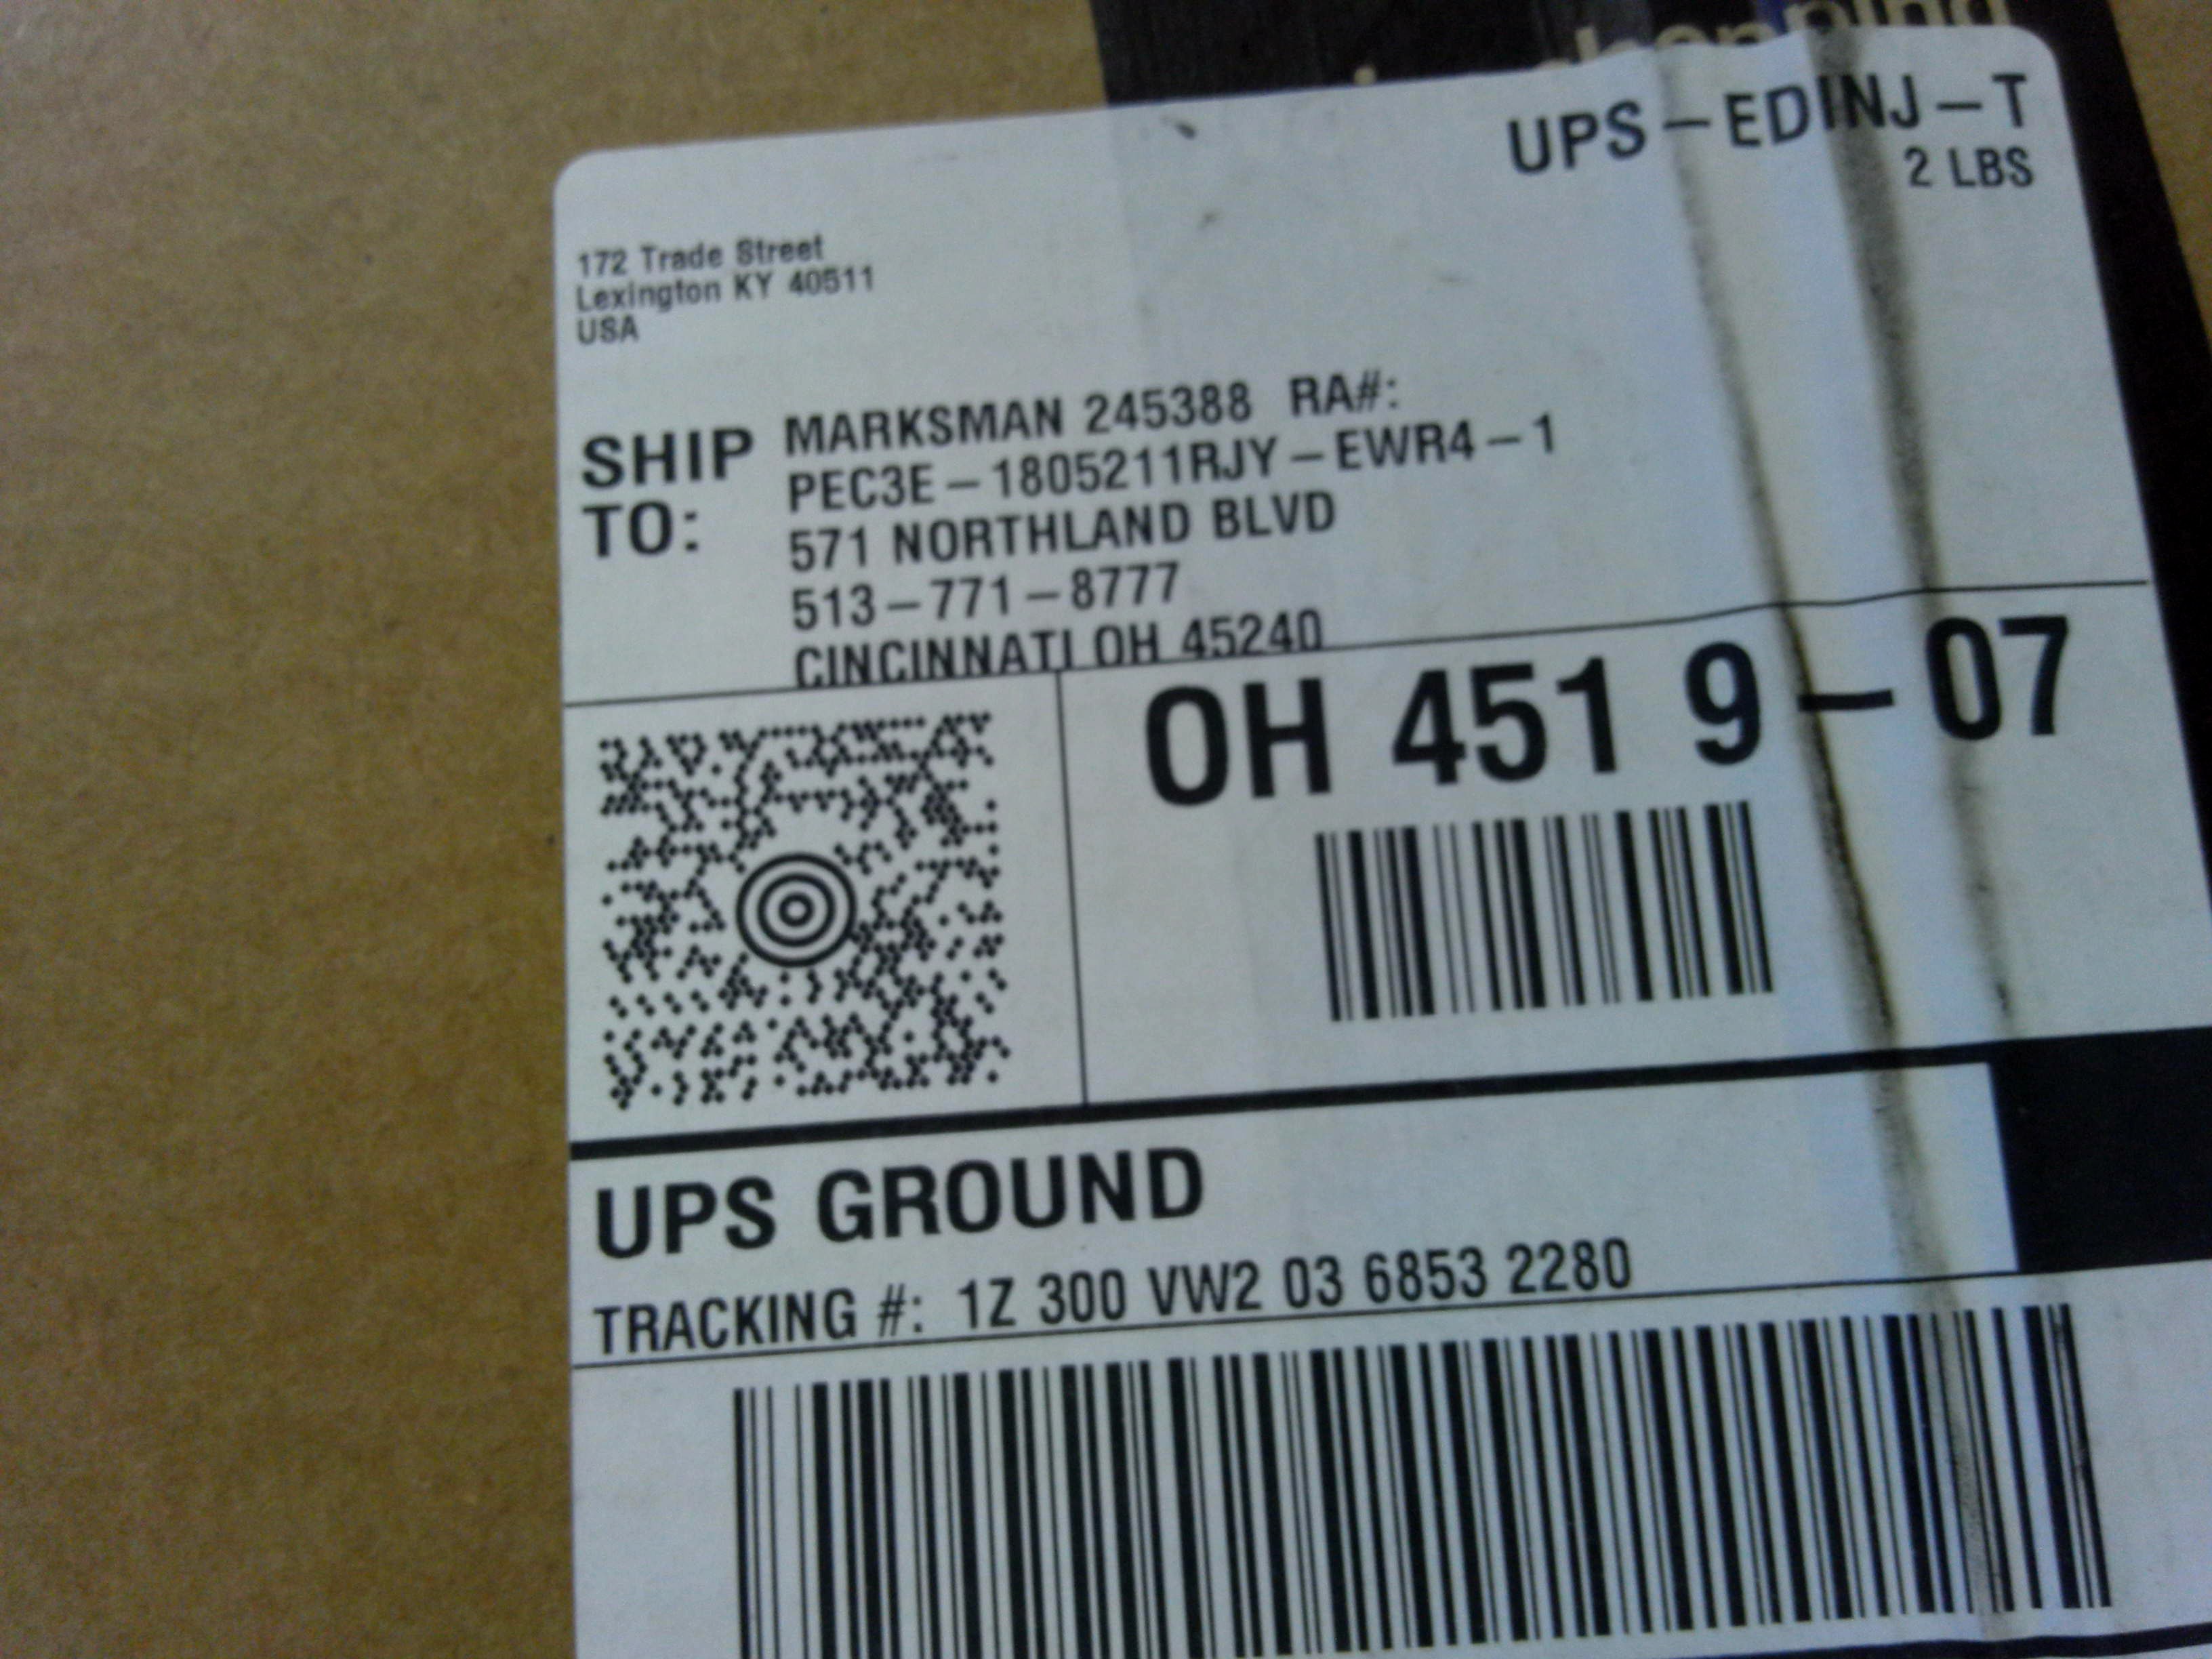 UPS-EDINJ-T
2 LBS
172 Trade Street
Lexington KY 40511
USA
SHIP TO:
MARKSMAN 245388 RA#:
PEC3E-1805211RJY-EWR4-1
571 NORTHLAND BLVD
513-771-8777
CINCINNATI OH 45240
OH 451 9-07
UPS GROUND
TRACKING #: 1Z 300 VW2 03 6853 2280